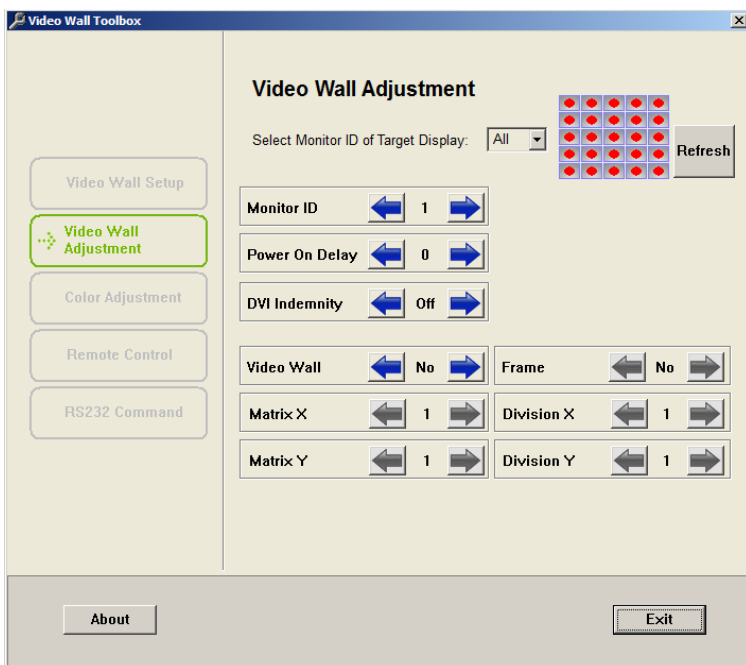 Video Wall Toolbox
Video Wall Adjustment
Select Monitor ID of Target Display: All
Refresh
Video Wall Setup
Video Wall
Adjustment
Color Adjustment
Remote Control
RS232 Command
Monitor ID 1
Power On Delay 0
DVI Indemnity Off
Video Wall No
Frame No
Matrix X 1
Division X 1
Matrix Y 1
Division Y 1
About
Exit